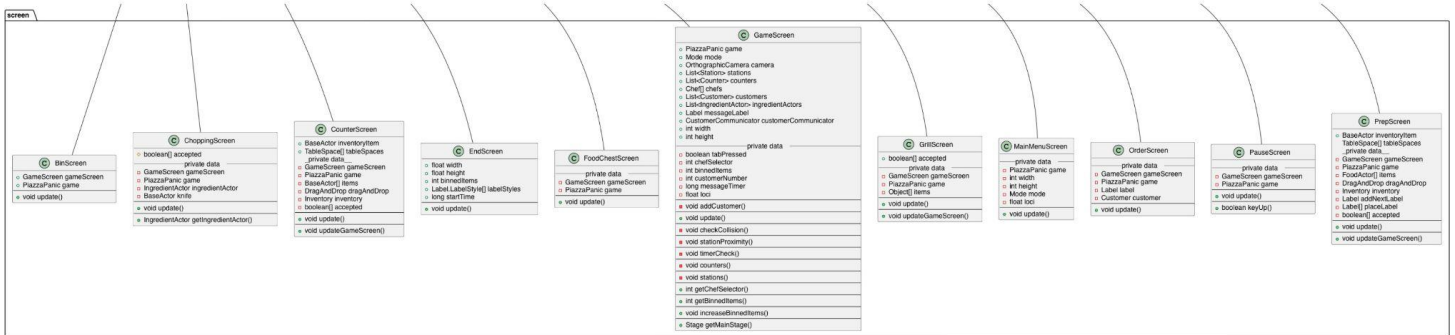 screen
C BinScreen
GameScreen gameScreen
PiazzaPanic game
void update()
C ChoppingScreen
boolean[] accepted
private data
GameScreen gameScreen
PiazzaPanic game
IngredientActor ingredientActor
BaseActor knife
void update()
IngredientActor getIngredientActor()
C CounterScreen
BaseActor inventoryItem
TableSpace[] tableSpaces
_private data__
GameScreen gameScreen
PiazzaPanic game
BaseActor[] items
DragAndDrop dragAndDrop
Inventory inventory
boolean[] accepted
void update()
void updateGameScreen()
C EndScreen
float width
float height
int binnedItems
Label.LabelStyle[] labelStyles
long startTime
void update()
C FoodChestScreen
private data
GameScreen gameScreen
PiazzaPanic game
void update()
C GameScreen
PiazzaPanic game
Mode mode
OrthographicCamera camera
List<Station> stations
List<Counter> counters
Chef[] chefs
List<Customer> customers
List<IngredientActor> ingredientActors
Label messageLabel
CustomerCommunicator customerCommunicator
int width
int height
private data
boolean tabPressed
int chefSelector
int binnedItems
int customerNumber
long messageTimer
float loci
void addCustomer()
void update()
void checkCollision()
void stationProximity()
void timerCheck()
void counters()
void stations()
int getChefSelector()
int getBinnedItems()
void increaseBinnedItems()
Stage getMainStage()
C GrillScreen
boolean[] accepted
private data
GameScreen gameScreen
PiazzaPanic game
Object[] items
void update()
void updateGameScreen()
C MainMenuScreen
private data
PiazzaPanic game
int width
int height
Mode mode
float loci
void update()
C OrderScreen
private data
GameScreen gameScreen
PiazzaPanic game
Label label
Customer customer
void update()
C PauseScreen
private data
GameScreen gameScreen
PiazzaPanic game
void update()
boolean keyUp()
C PrepScreen
BaseActor inventoryItem
TableSpace[] tableSpaces
_private data__
GameScreen gameScreen
PiazzaPanic game
FoodActor[] items
DragAndDrop dragAndDrop
Inventory inventory
Label addNextLabel
Label[] placeLabel
boolean[] accepted
void update()
void updateGameScreen()